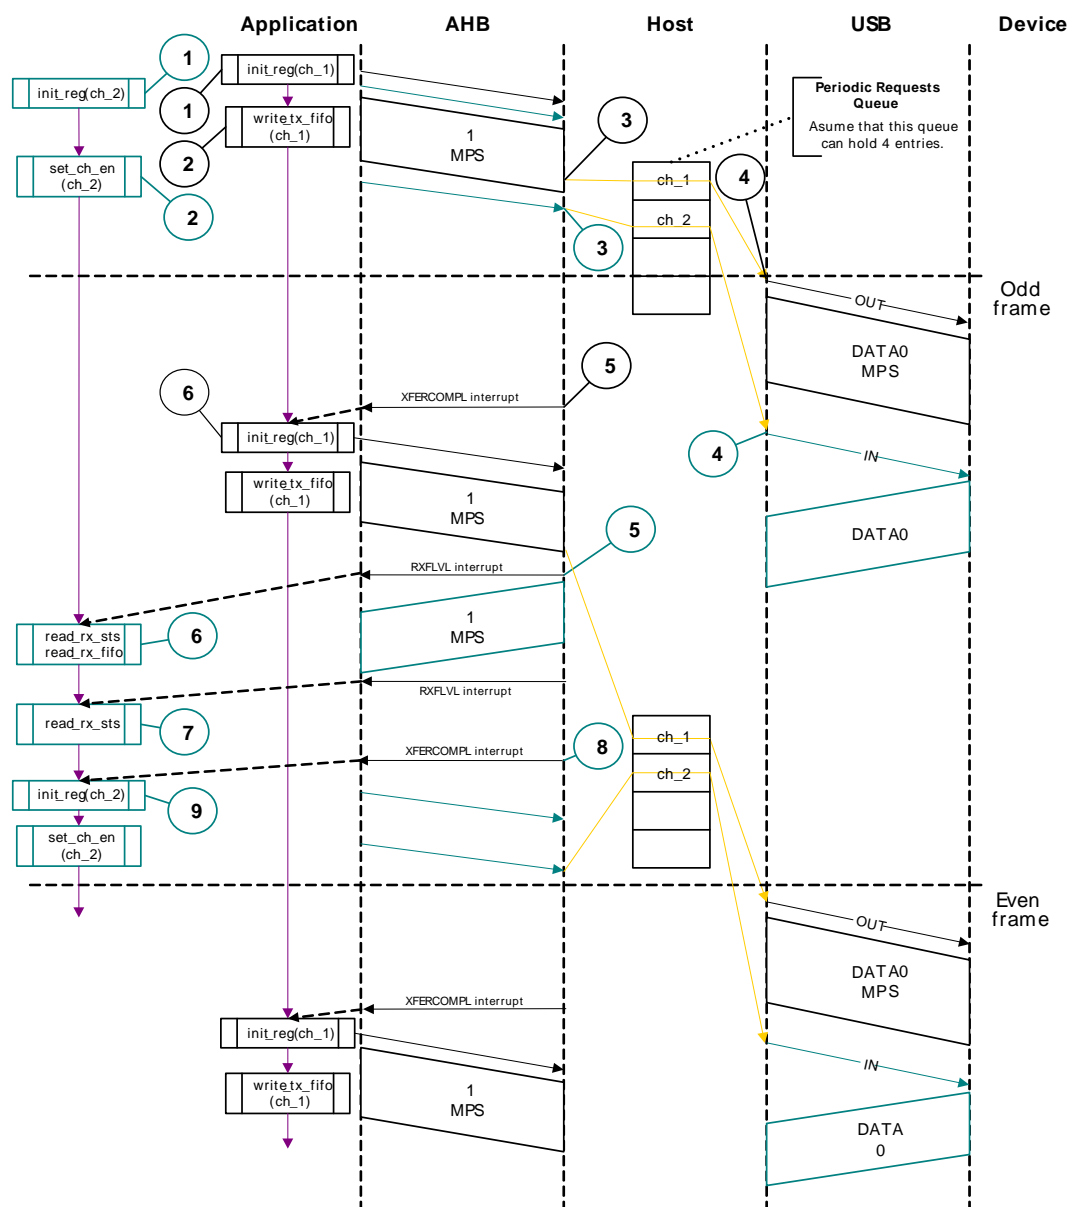 Application
AHB
Host
USB
Device
1
init_reg(ch_2)
init_reg(ch_1)
1
Periodic Requests
Queue
Asume that this queue
can hold 4 entries.
write_tx_fifo
(ch_1)
2
1
MPS
3
set_ch_en
(ch_2)
2
ch_1
4
ch_2
3
Odd
frame
OUT
DATA0
MPS
5
6
XFERCOMPL interrupt
init_reg(ch_1)
4
IN
write_tx_fifo
(ch_1)
1
MPS
5
DATA0
RXFLVL interrupt
read_rx_sts
read_rx_fifo
6
1
MPS
RXFLVL interrupt
read_rx_sts
7
ch_1
XFERCOMPL interrupt
8
ch_2
init_reg(ch_2)
9
set_ch_en
(ch_2)
Even
frame
OUT
DATA0
MPS
XFERCOMPL interrupt
init_reg(ch_1)
IN
write_tx_fifo
(ch_1)
1
MPS
DATA
0